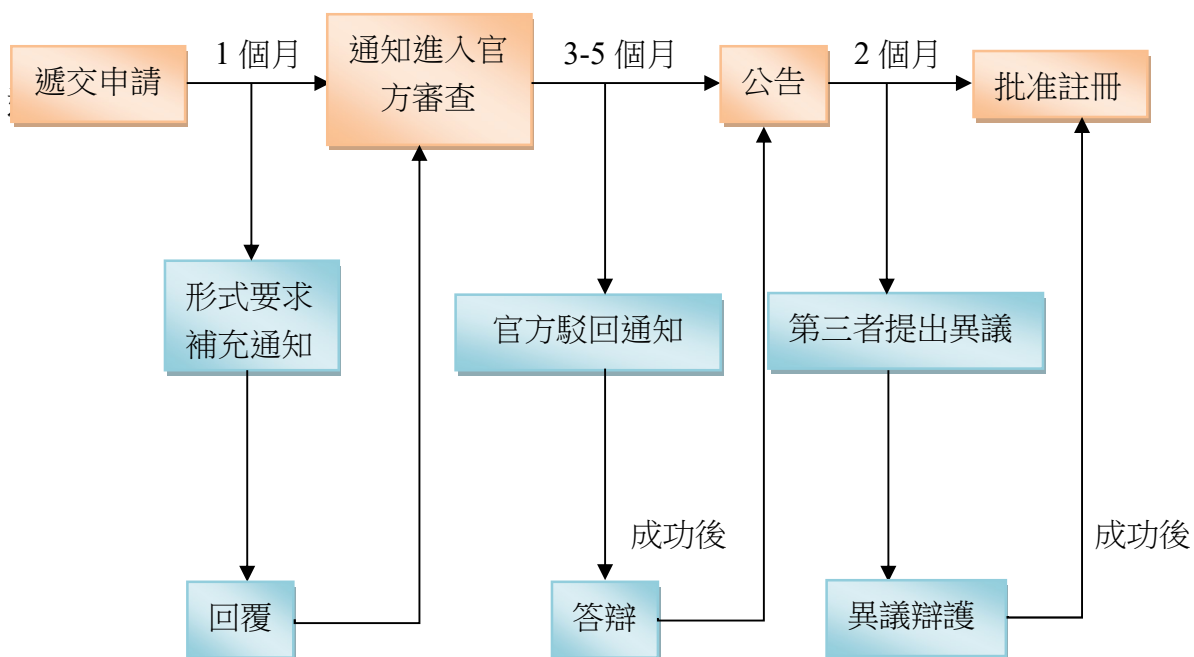 遞交申請
1 個月
通知進入官
方審查
3-5 個月
公告
2 個月
批准註冊
形式要求
補充通知
官方駁回通知
第三者提出異議
成功後
成功後
回覆
答辯
異議辯護